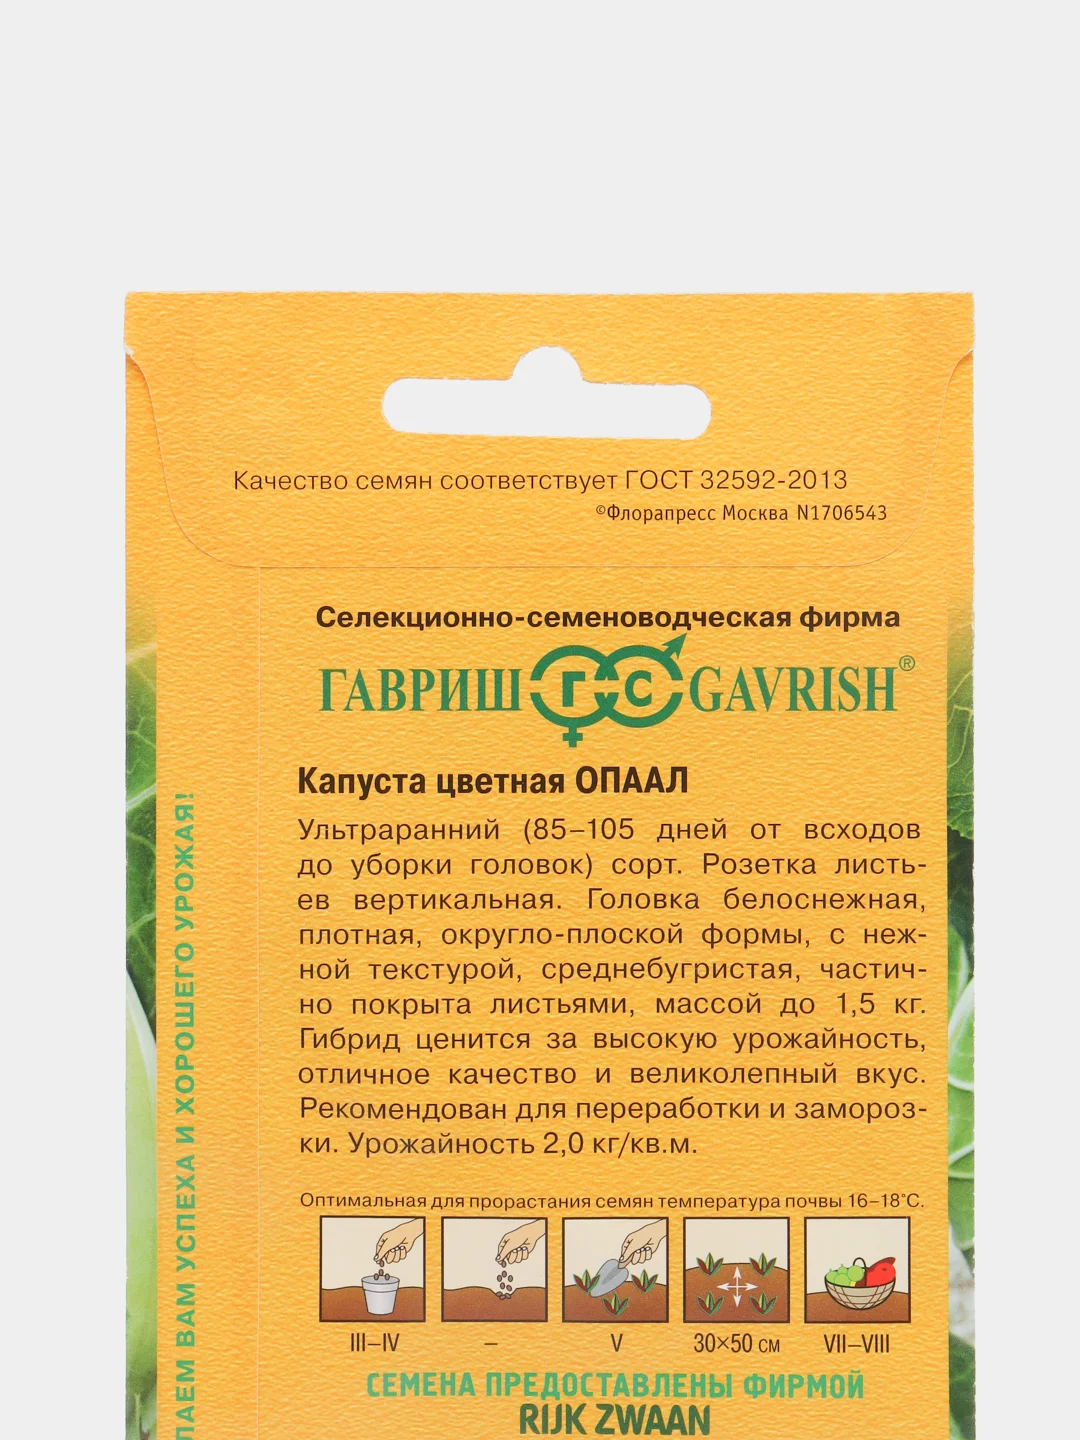 Качество семян соответствует ГОСТ 32592-2013
©Флорапресс Москва N1706543
Селекционно-семеноводческая фирма
ГАВРИШ ГС GAVRISH®
Капуста цветная ОПААЛ
Ультраранний (85–105 дней от всходов
до уборки головок) сорт. Розетка листь-
ев вертикальная. Головка белоснежная,
плотная, округло-плоской формы, с неж-
ной текстурой, среднебугристая, частич-
но покрыта листьями, массой до 1,5 кг.
Гибрид ценится за высокую урожайность,
отличное качество и великолепный вкус.
Рекомендован для переработки и замороз-
ки. Урожайность 2,0 кг/кв.м.
Оптимальная для прорастания семян температура почвы 16–18°С.
III–IV – V 30×50 см VII–VIII
СЕМЕНА ПРЕДОСТАВЛЕНЫ ФИРМОЙ
RIJK ZWAAN
ЛАЕМ ВАМ УСПЕХА И ХОРОШЕГО УРОЖАЯ!